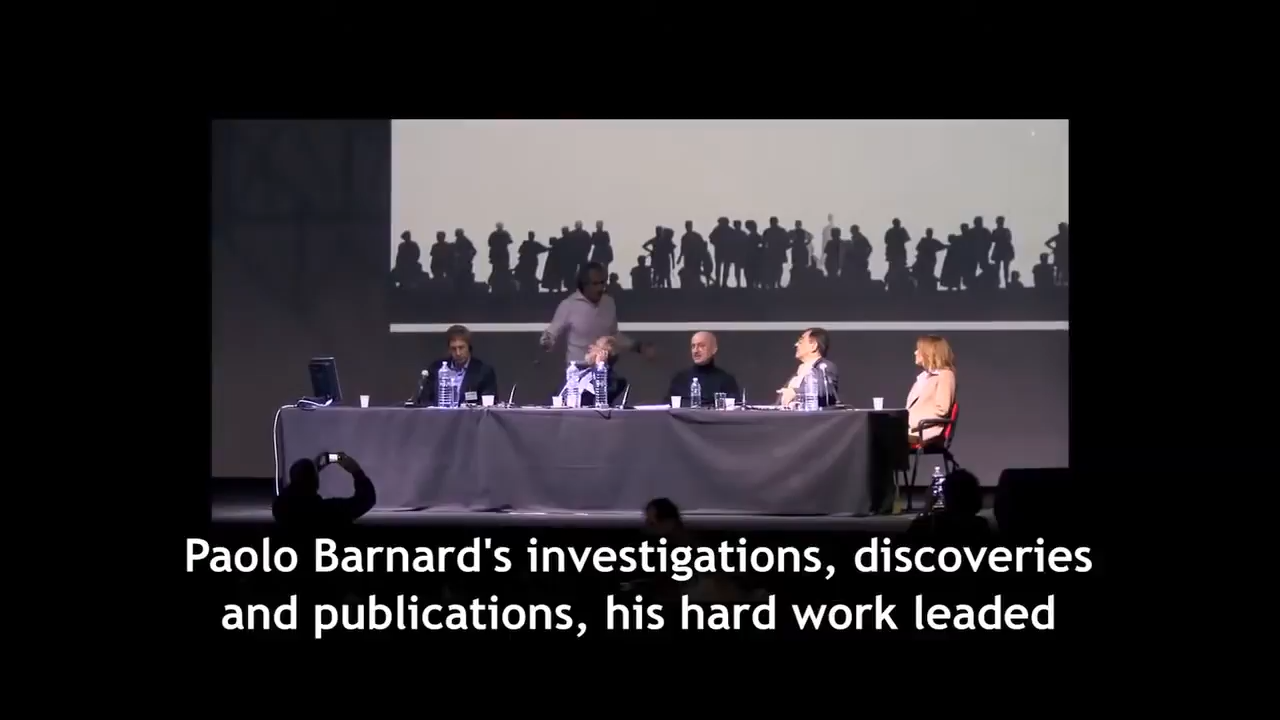 Paolo Barnard's investigations, discoveries
and publications, his hard work leaded